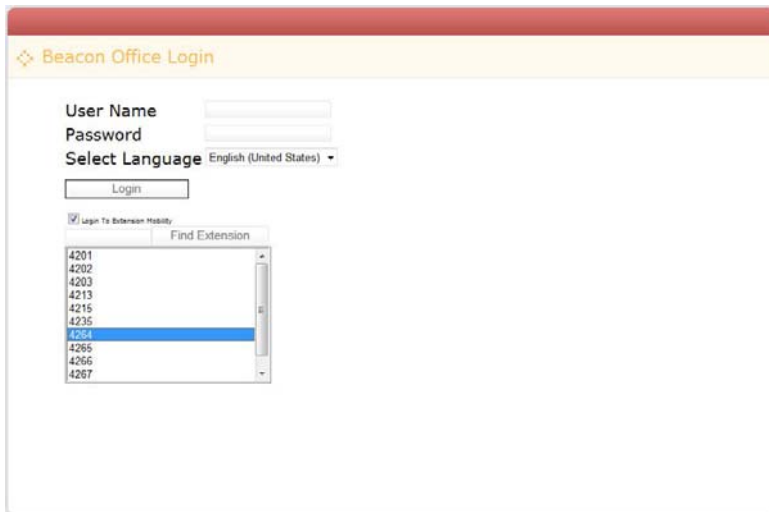 Beacon Office Login
User Name
Password
Select Language English (United States)
Login
Login To Extension Mobility
Find Extension
4201
4202
4203
4213
4215
4235
4264
4265
4266
4267